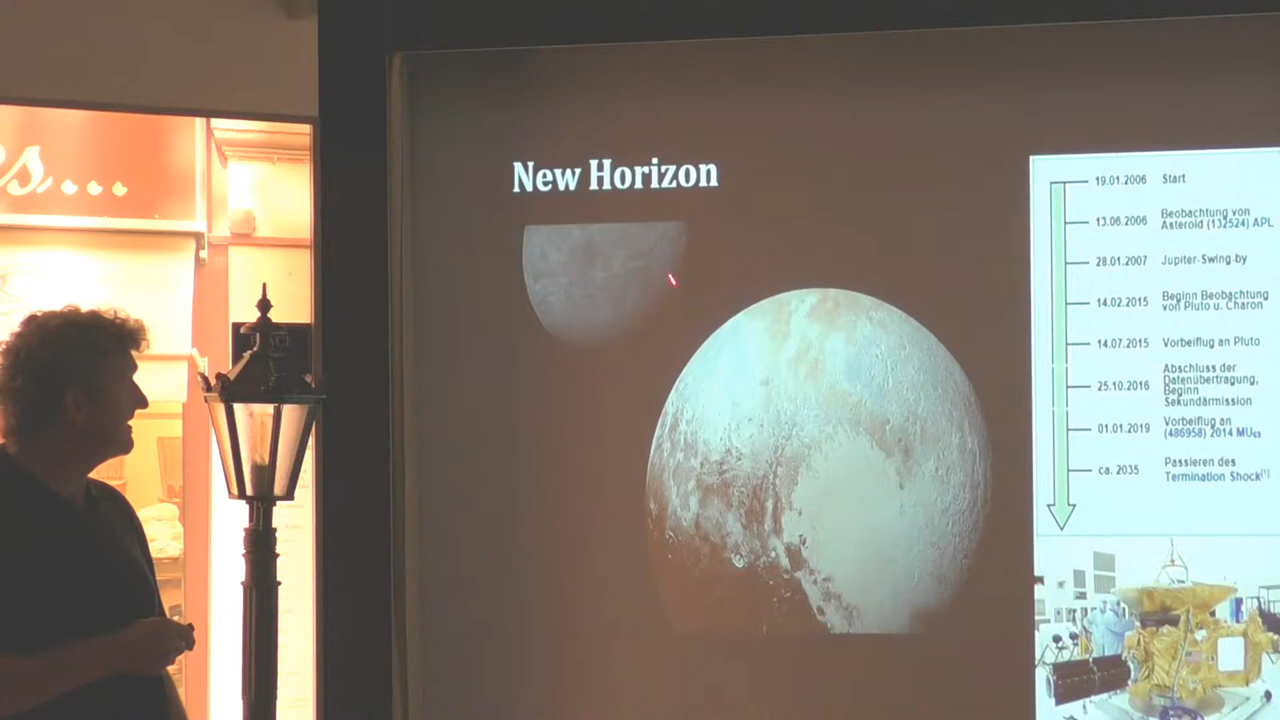 s...
New Horizon
19.01.2006 Start
13.06.2006 Beobachtung von
Asteroid (132524) APL
28.01.2007 Jupiter-Swing-by
14.02.2015 Beginn Beobachtung
von Pluto u. Charon
14.07.2015 Vorbeiflug an Pluto
25.10.2016 Abschluss der
Datenübertragung,
Beginn
Sekundärmission
01.01.2019 Vorbeiflug an
(486958) 2014 MU₆₉
ca. 2035 Passieren des
Termination Shock[1]